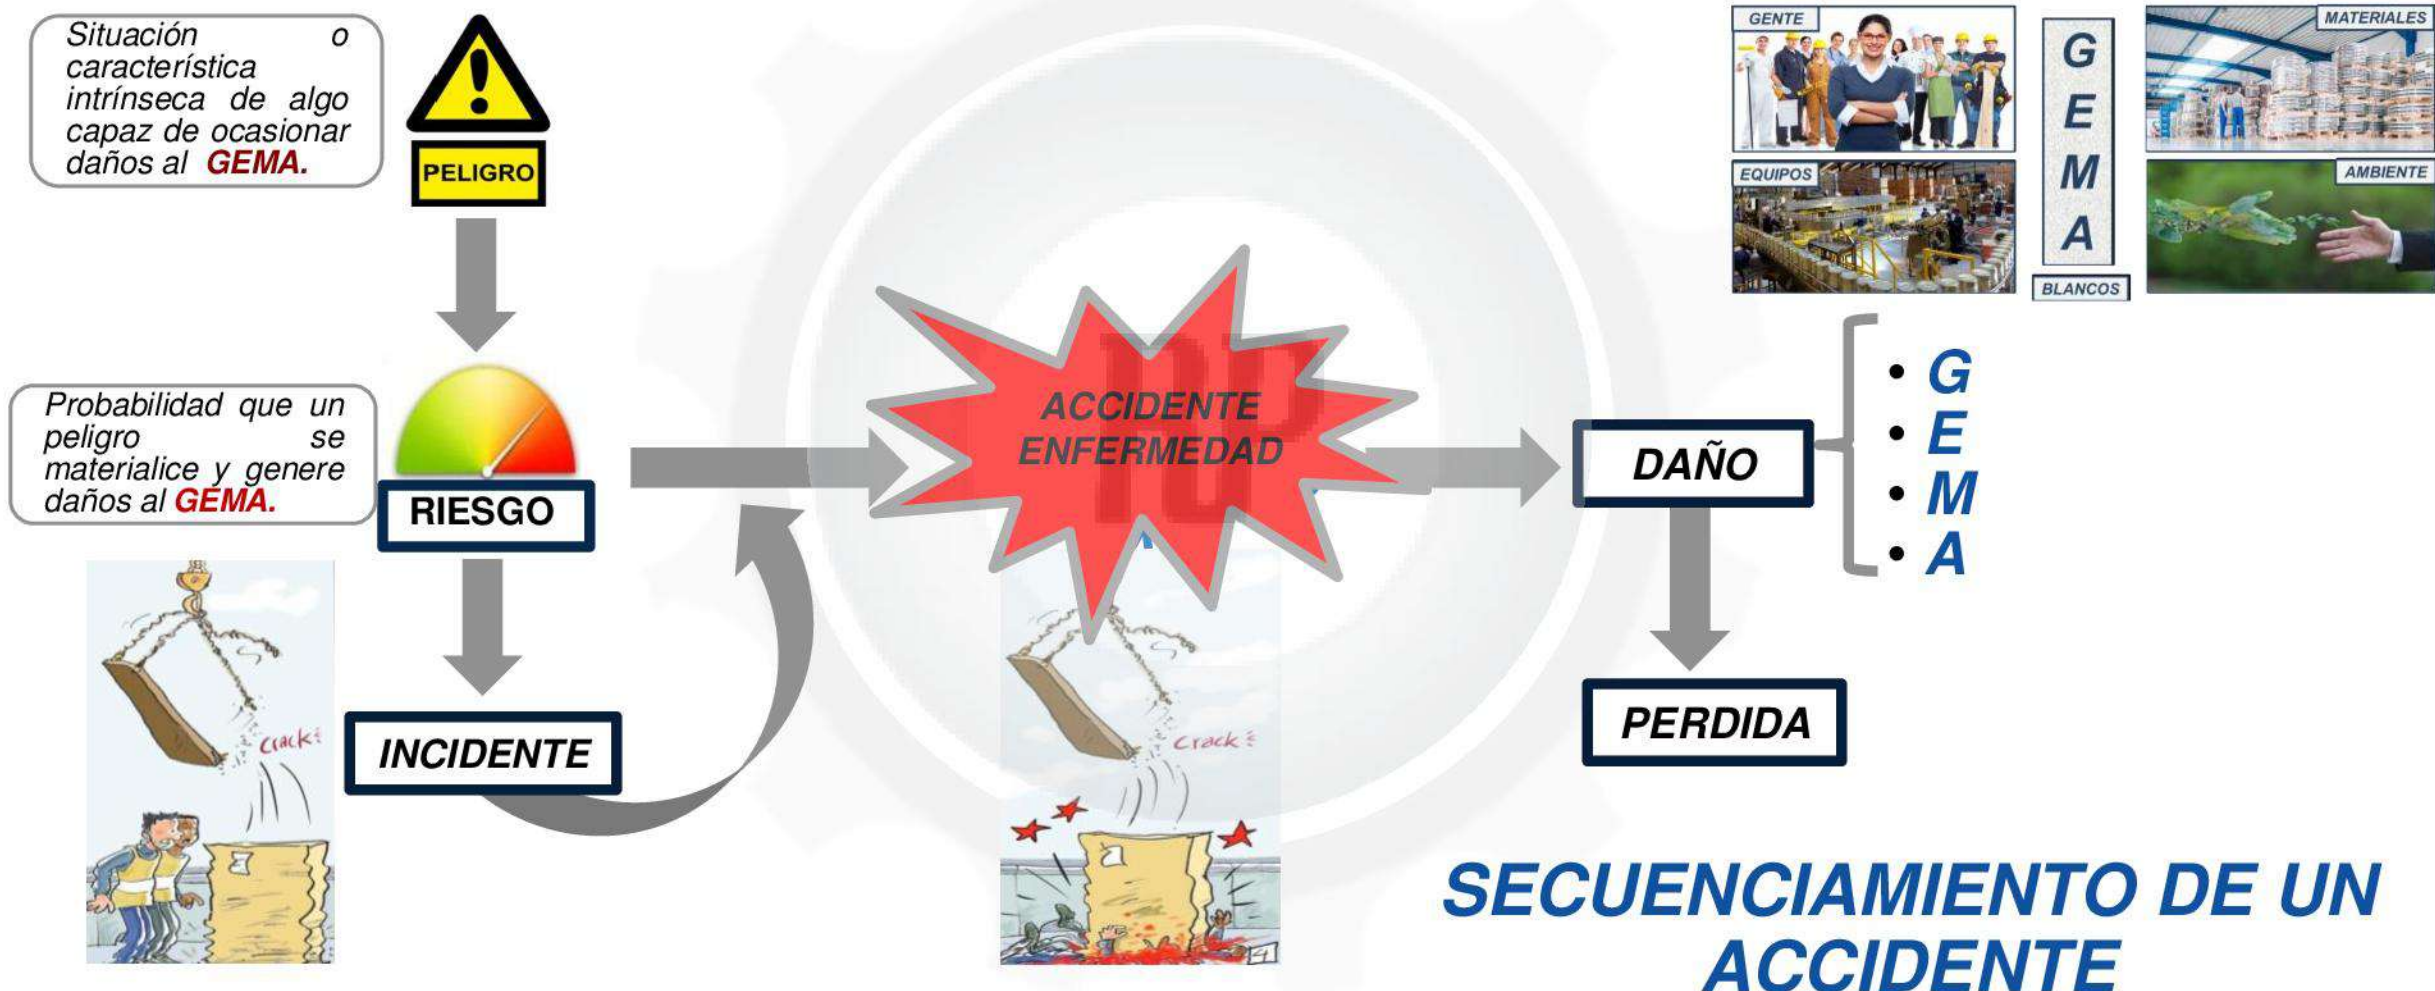 Situación o
característica
intrínseca de algo
capaz de ocasionar
daños al GEMA.
PELIGRO
GENTE
EQUIPOS
G
E
M
A
BLANCOS
MATERIALES
AMBIENTE
Probabilidad que un
peligro se
materialice y genere
daños al GEMA.
RIESGO
ACCIDENTE
ENFERMEDAD
DAÑO
• G
• E
• M
• A
INCIDENTE
PERDIDA
Crack
Crack
SECUENCIAMIENTO DE UN
ACCIDENTE